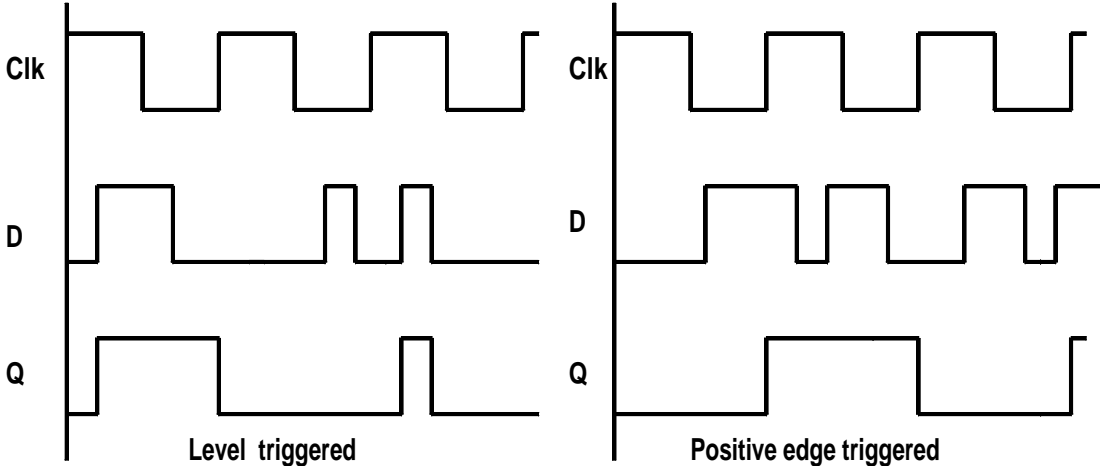 Clk
D
Q
Level triggered
Clk
D
Q
Positive edge triggered